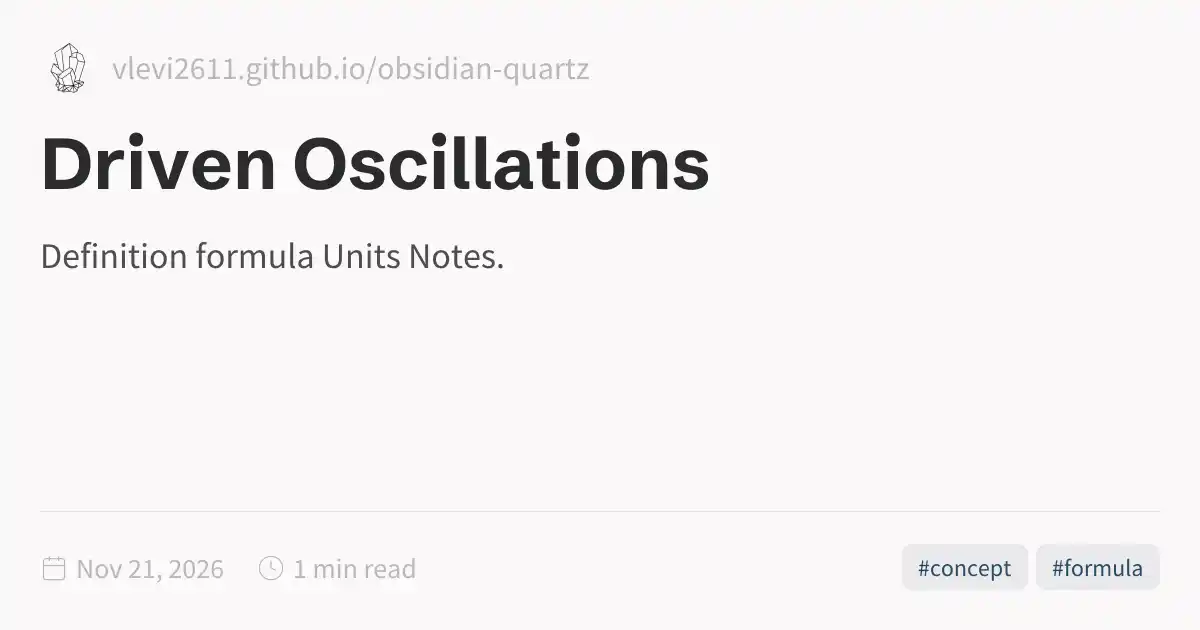 vlevi2611.github.io/obsidian-quartz
Driven Oscillations
Definition formula Units Notes.
Nov 21, 2026 1 min read #concept #formula